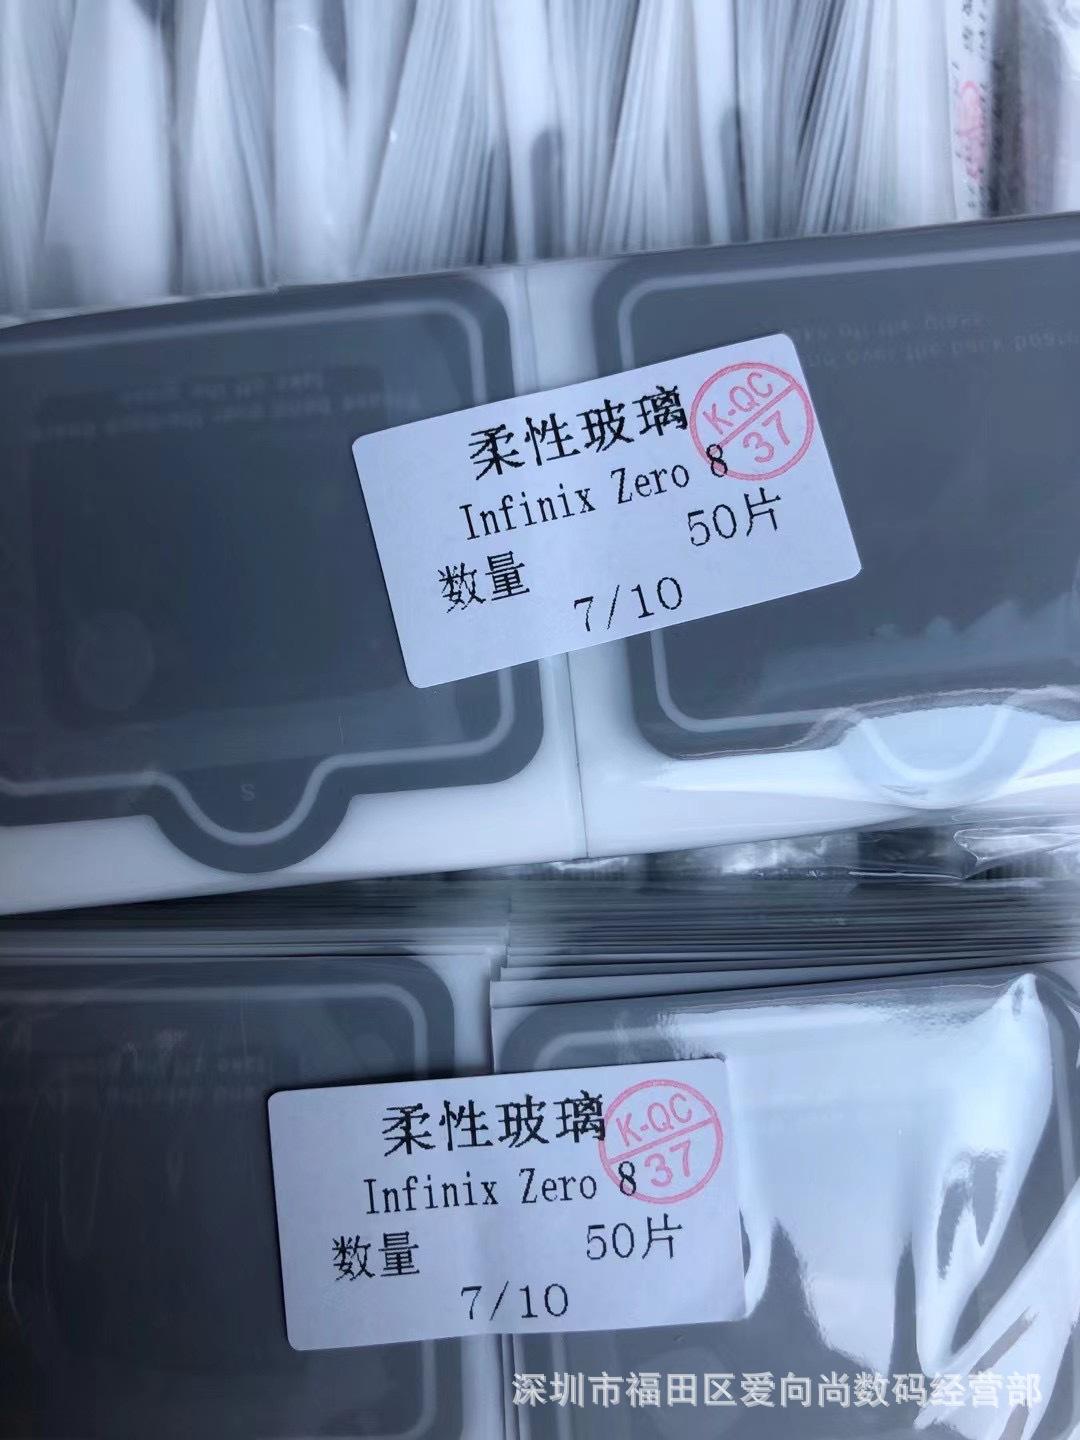 柔性玻璃
K-QC
37
Infinix Zero 8
数量 50片
7/10
S
柔性玻璃
K-QC
37
Infinix Zero 8
数量 50片
7/10
深圳市福田区爱向尚数码经营部